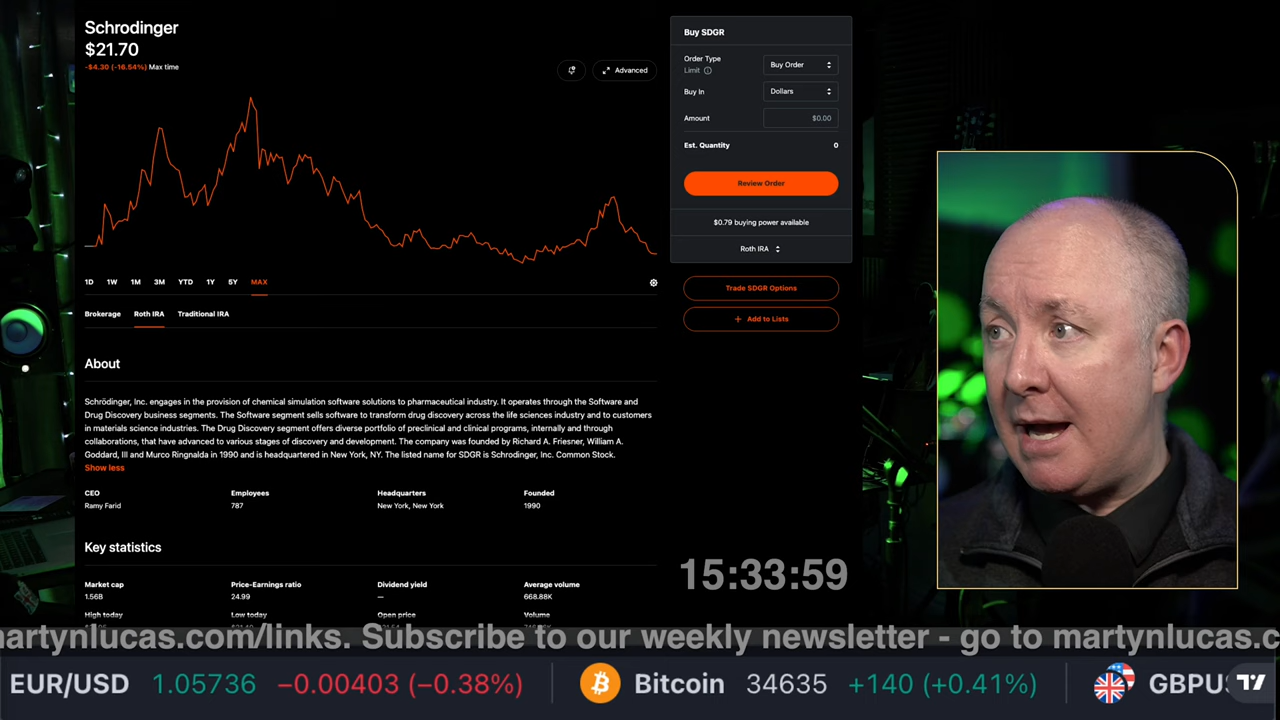 Schrodinger
$21.70
-$4.30 (-16.54%) Max time
Advanced
1D 1W 1M 3M YTD 1Y 5Y MAX
Brokerage Roth IRA Traditional IRA
About
Schrödinger, Inc. engages in the provision of chemical simulation software solutions to pharmaceutical industry. It operates through the Software and
Drug Discovery business segments. The Software segment sells software to transform drug discovery across the life sciences industry and to customers
in materials science industries. The Drug Discovery segment offers diverse portfolio of preclinical and clinical programs, internally and through
collaborations, that have advanced to various stages of discovery and development. The company was founded by Richard A. Friesner, William A.
Goddard, III and Murco Ringnalda in 1990 and is headquartered in New York, NY. The listed name for SDGR is Schrodinger, Inc. Common Stock.
Show less
CEO Employees Headquarters Founded
Ramy Farid 787 New York, New York 1990
Key statistics
Market cap Price-Earnings ratio Dividend yield Average volume
1.56B 24.99 — 668.88K
High today Low today Open price Volume
Buy SDGR
Order Type
Limit Buy Order
Buy In Dollars
Amount $0.00
Est. Quantity 0
Review Order
$0.79 buying power available
Roth IRA
Trade SDGR Options
+ Add to Lists
15:33:59
martynlucas.com/links. Subscribe to our weekly newsletter - go to martynlucas.c
EUR/USD 1.05736 −0.00403 (−0.38%) Bitcoin 34635 +140 (+0.41%) GBPU